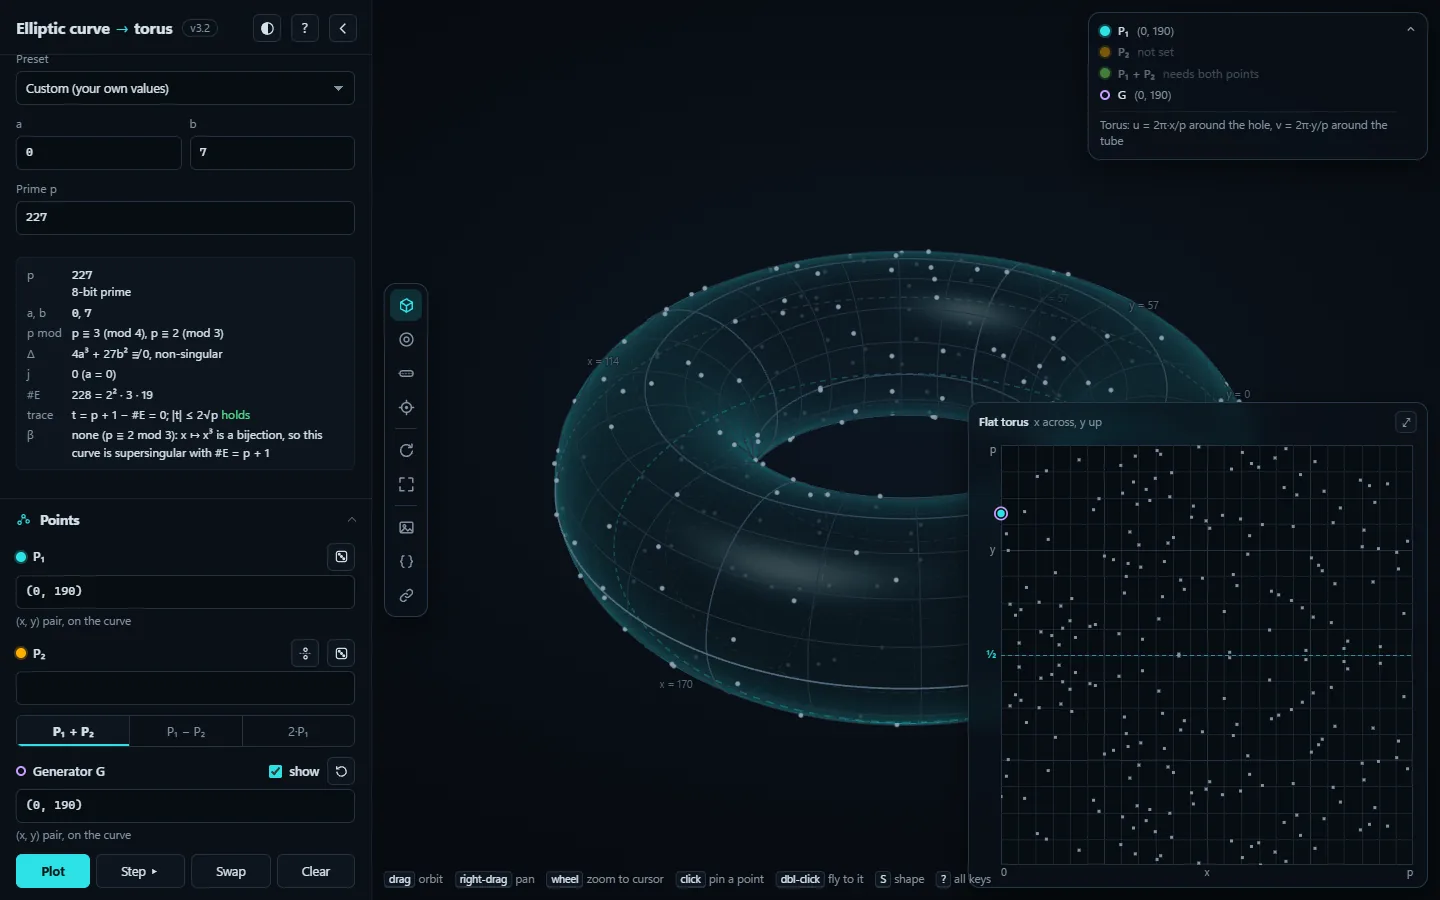 Elliptic curve → torus v3.2
?
Preset
Custom (your own values)
a
b
0
7
Prime p
227
p 227
8-bit prime
a, b 0, 7
p mod p ≡ 3 (mod 4), p ≡ 2 (mod 3)
Δ 4a³ + 27b² ≢ 0, non-singular
j 0 (a = 0)
#E 228 = 2² · 3 · 19
trace t = p + 1 − #E = 0; |t| ≤ 2√p holds
β none (p ≡ 2 mod 3): x ↦ x³ is a bijection, so this
curve is supersingular with #E = p + 1
Points
P₁
(0, 190)
(x, y) pair, on the curve
P₂
P₁ + P₂
P₁ − P₂
2·P₁
Generator G
show
(0, 190)
(x, y) pair, on the curve
Plot
Step ▸
Swap
Clear
x = 114
y = 57
y = 0
x = 170
P₁ (0, 190)
P₂ not set
P₁ + P₂ needs both points
G (0, 190)
Torus: u = 2π·x/p around the hole, v = 2π·y/p around the
tube
Flat torus x across, y up
p
y
½
0
x
p
drag orbit right-drag pan wheel zoom to cursor click pin a point dbl-click fly to it S shape ? all keys